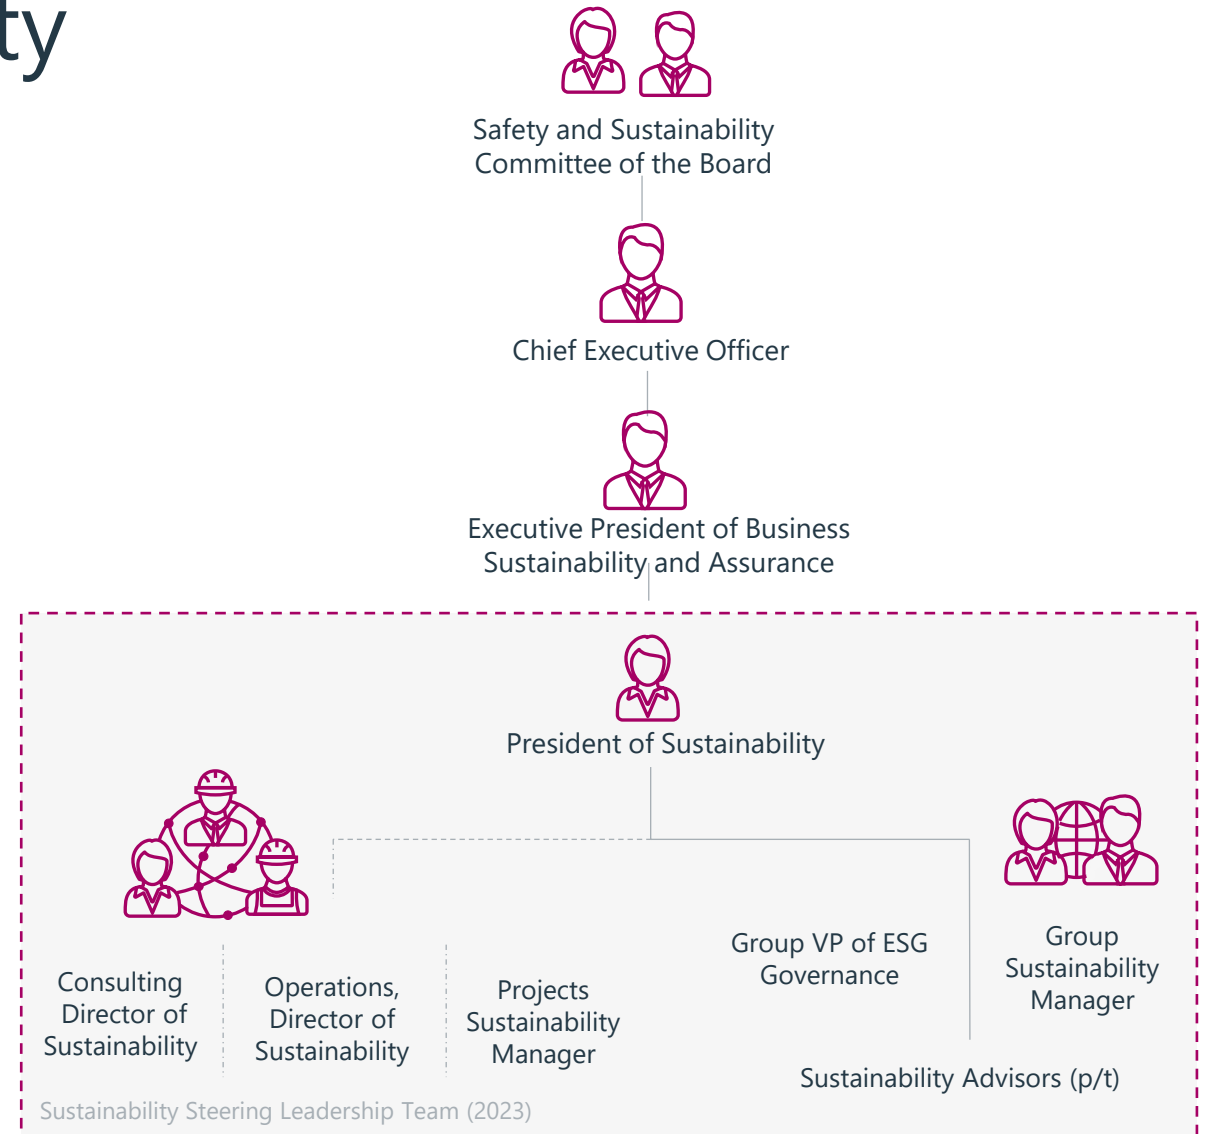 ty
Safety and Sustainability
Committee of the Board
Chief Executive Officer
Executive President of Business
Sustainability and Assurance
President of Sustainability
Consulting
Director of
Sustainability
Operations,
Director of
Sustainability
Projects
Sustainability
Manager
Group VP of ESG
Governance
Group
Sustainability
Manager
Sustainability Advisors (p/t)
Sustainability Steering Leadership Team (2023)